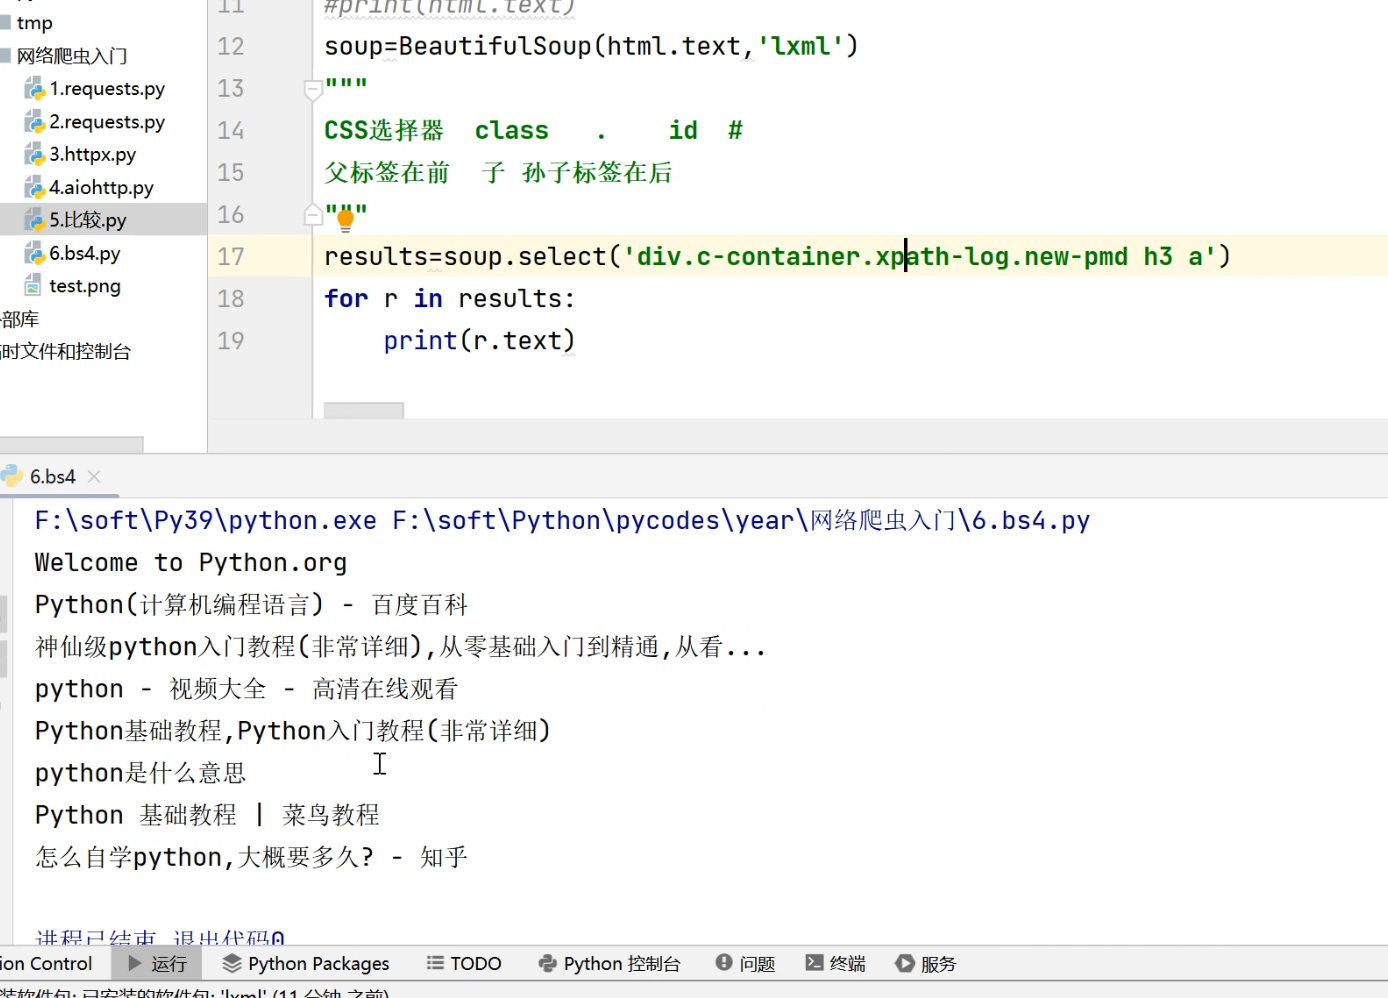 tmp
网络爬虫入门
1.requests.py
2.requests.py
3.httpx.py
4.aiohttp.py
5.比较.py
6.bs4.py
test.png
部库
时文件和控制台
11 #print(html.text)
12 soup=BeautifulSoup(html.text,'lxml')
13 """
14 CSS选择器 class . id #
15 父标签在前 子 孙子标签在后
16 """
17 results=soup.select('div.c-container.xpath-log.new-pmd h3 a')
18 for r in results:
19 print(r.text)
6.bs4
F:\soft\Py39\python.exe F:\soft\Python\pycodes\year\网络爬虫入门\6.bs4.py
Welcome to Python.org
Python(计算机编程语言) - 百度百科
神仙级python入门教程(非常详细),从零基础入门到精通,从看...
python - 视频大全 - 高清在线观看
Python基础教程,Python入门教程(非常详细)
python是什么意思
Python 基础教程 | 菜鸟教程
怎么自学python,大概要多久? - 知乎
进程已结束 退出代码0
ion Control 运行 Python Packages TODO Python 控制台 问题 终端 服务
装软件包: 已安装的软件包: 'lxml' (11 分钟 之前)